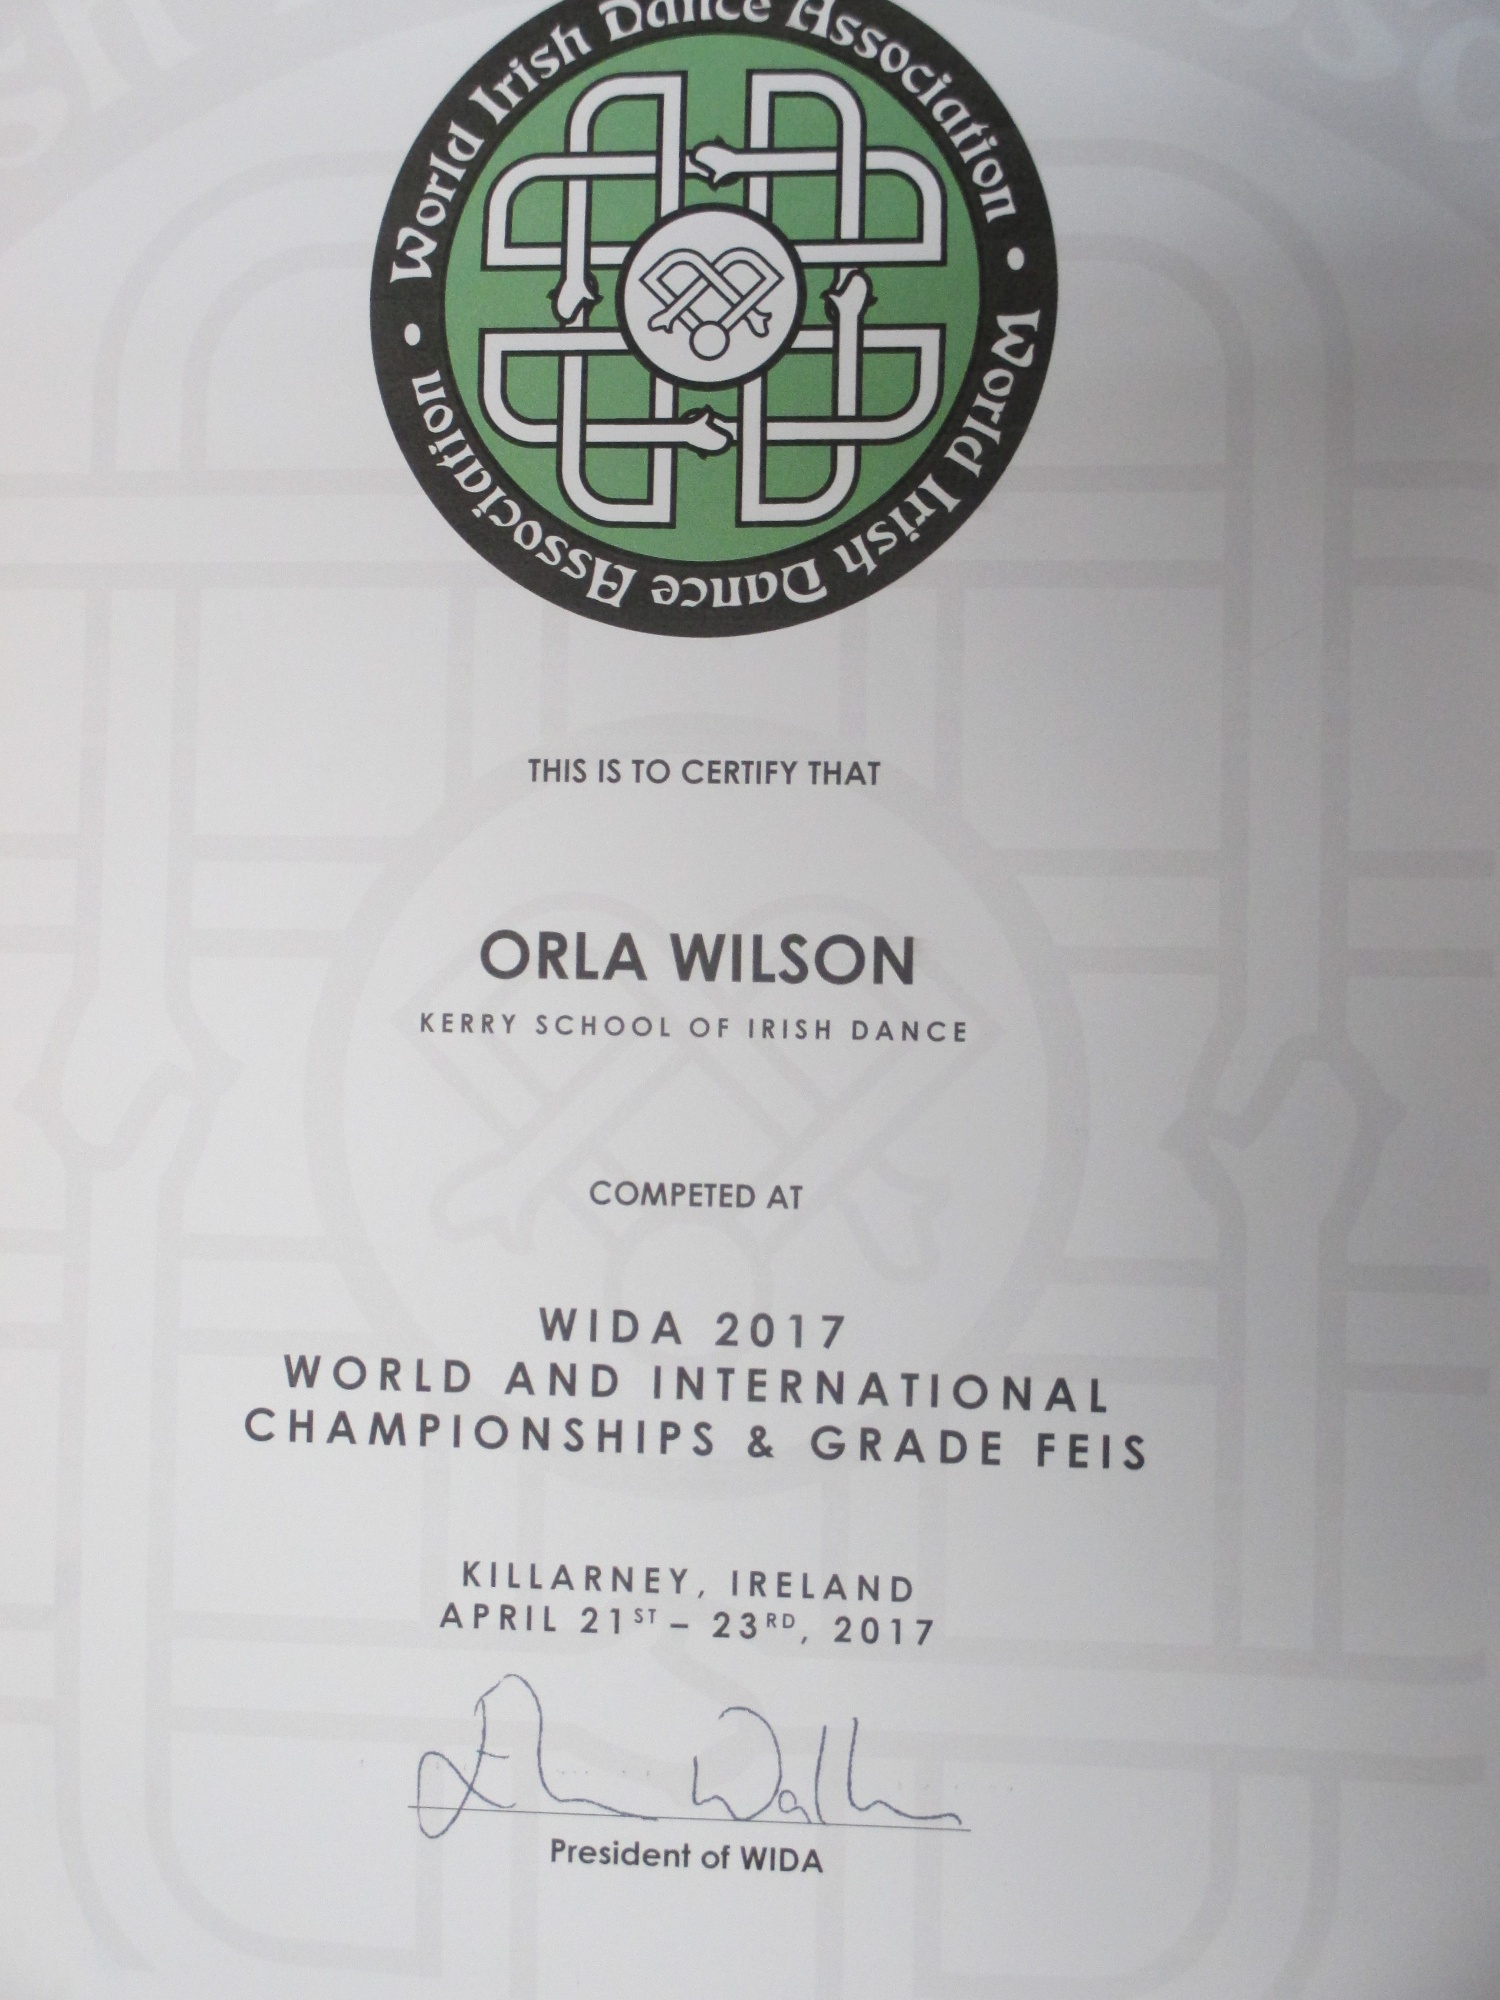 World Irish Dance Association • World Irish Dance Association •
THIS IS TO CERTIFY THAT
ORLA WILSON
KERRY SCHOOL OF IRISH DANCE
COMPETED AT
WIDA 2017
WORLD AND INTERNATIONAL
CHAMPIONSHIPS & GRADE FEIS
KILLARNEY, IRELAND
APRIL 21ST – 23RD, 2017
President of WIDA